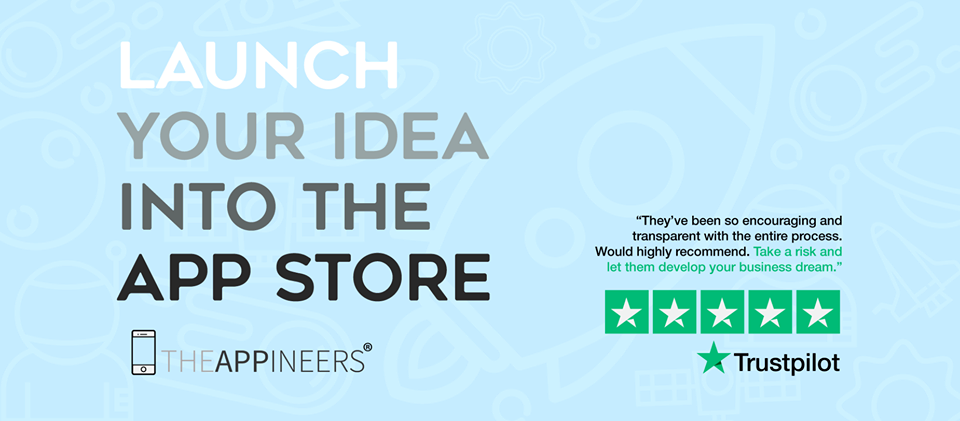 LAUNCH
YOUR IDEA
INTO THE
APP STORE
THEAPPINEERS®
“They’ve been so encouraging and
transparent with the entire process.
Would highly recommend. Take a risk and
let them develop your business dream.”
Trustpilot